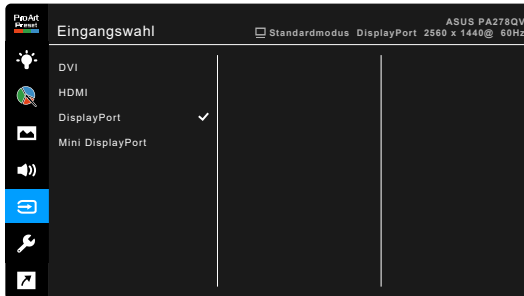 ProArt
Preset
Eingangswahl
ASUS PA278QV
Standardmodus DisplayPort 2560 x 1440@ 60Hz
DVI
HDMI
DisplayPort
Mini DisplayPort